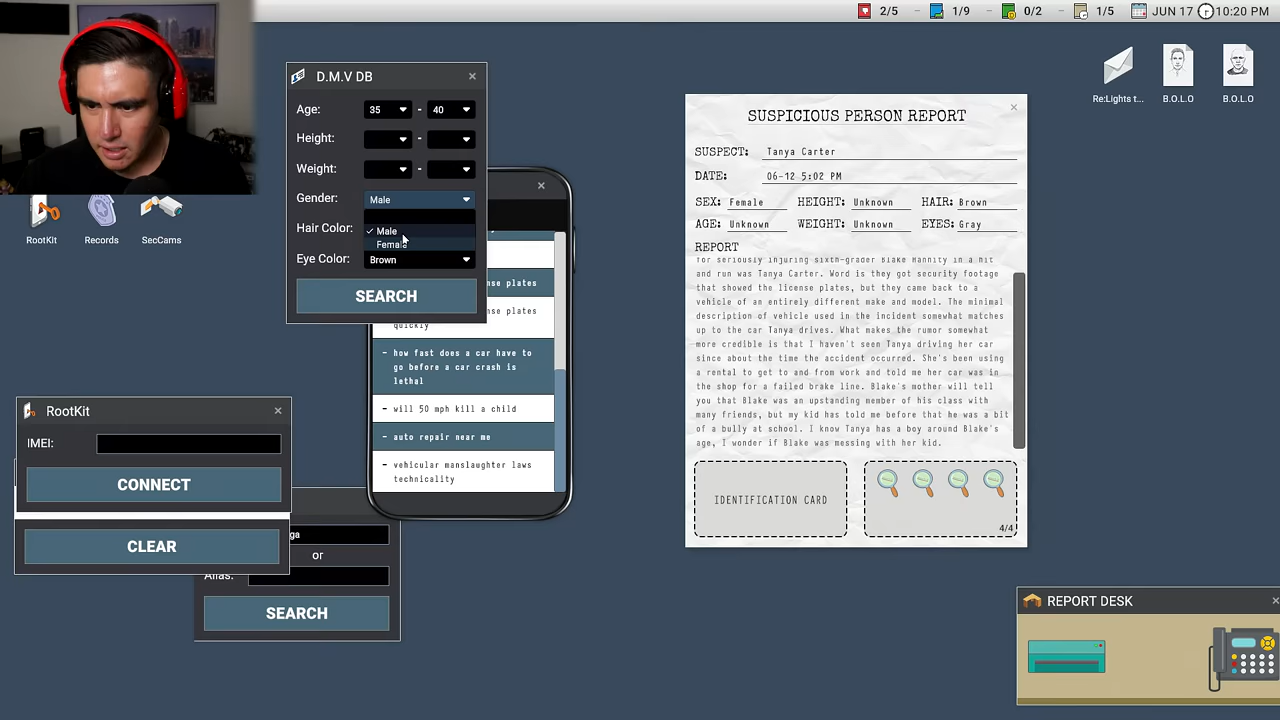 2/5
1/9
0/2
1/5
JUN 17
10:20 PM
Re:Lights t...
B.O.L.O
B.O.L.O
RootKit
Records
SecCams
D.M.V DB
Age: 35 - 40
Height: -
Weight: -
Gender: Male
Male
Female
Hair Color:
Eye Color: Brown
SEARCH
nse plates
nse plates
quickly
- how fast does a car have to
go before a car crash is
lethal
- will 50 mph kill a child
- auto repair near me
- vehicular manslaughter laws
technicality
RootKit
IMEI:
CONNECT
CLEAR
ga
or
Alias:
SEARCH
SUSPICIOUS PERSON REPORT
SUSPECT: Tanya Carter
DATE: 06-12 5:02 PM
SEX: Female HEIGHT: Unknown HAIR: Brown
AGE: Unknown WEIGHT: Unknown EYES: Gray
REPORT
for seriously injuring sixth-grader Blake Mannity in a hit
and run was Tanya Carter. Word is they got security footage
that showed the license plates, but they came back to a
vehicle of an entirely different make and model. The minimal
description of vehicle used in the incident somewhat matches
up to the car Tanya drives. What makes the rumor somewhat
more credible is that I haven't seen Tanya driving her car
since about the time the accident occurred. She's been using
a rental to get to and from work and told me her car was in
the shop for a failed brake line. Blake's mother will tell
you that Blake was an upstanding member of his class with
many friends, but my kid has told me before that he was a bit
of a bully at school. I know Tanya has a boy around Blake's
age, I wonder if Blake was messing with her kid.
IDENTIFICATION CARD
4/4
REPORT DESK